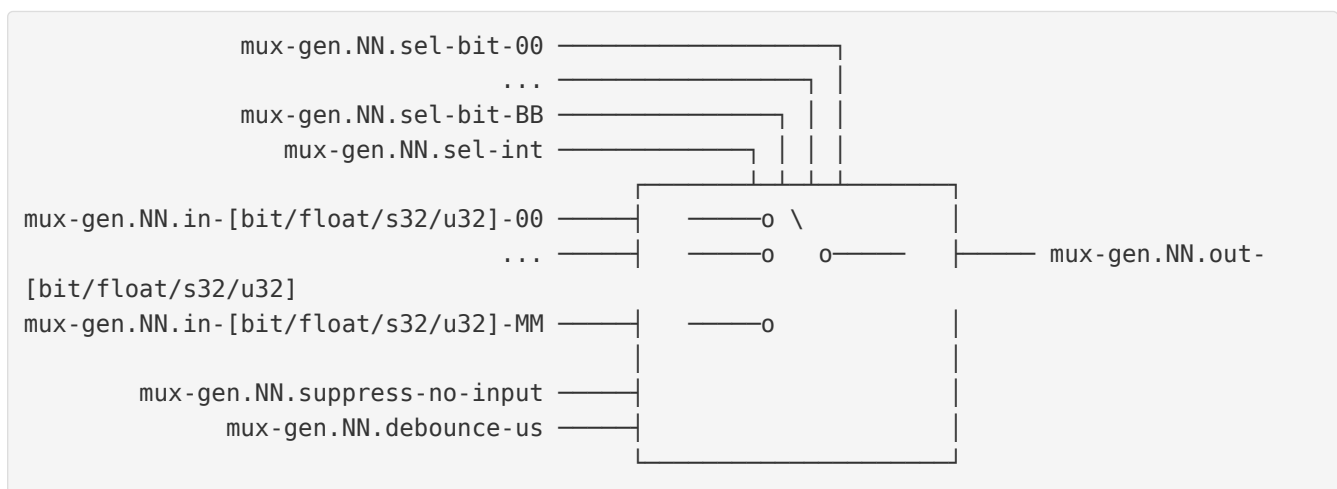 mux-gen.NN.sel-bit-00
...
mux-gen.NN.sel-bit-BB
mux-gen.NN.sel-int
mux-gen.NN.in-[bit/float/s32/u32]-00 o \
... o o mux-gen.NN.out-
[bit/float/s32/u32]
mux-gen.NN.in-[bit/float/s32/u32]-MM o
mux-gen.NN.suppress-no-input
mux-gen.NN.debounce-us